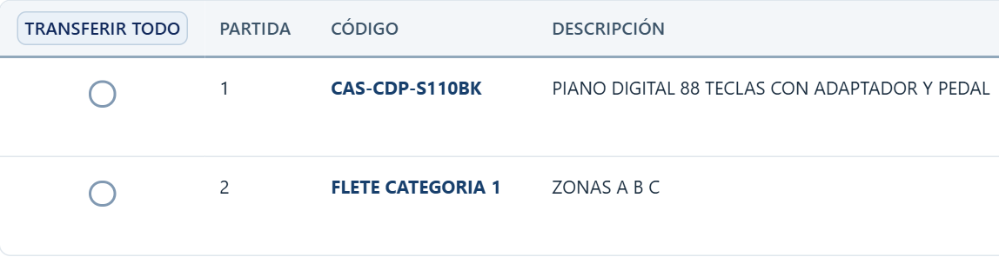 TRANSFERIR TODO PARTIDA CÓDIGO DESCRIPCIÓN
1 CAS-CDP-S110BK PIANO DIGITAL 88 TECLAS CON ADAPTADOR Y PEDAL
2 FLETE CATEGORIA 1 ZONAS A B C